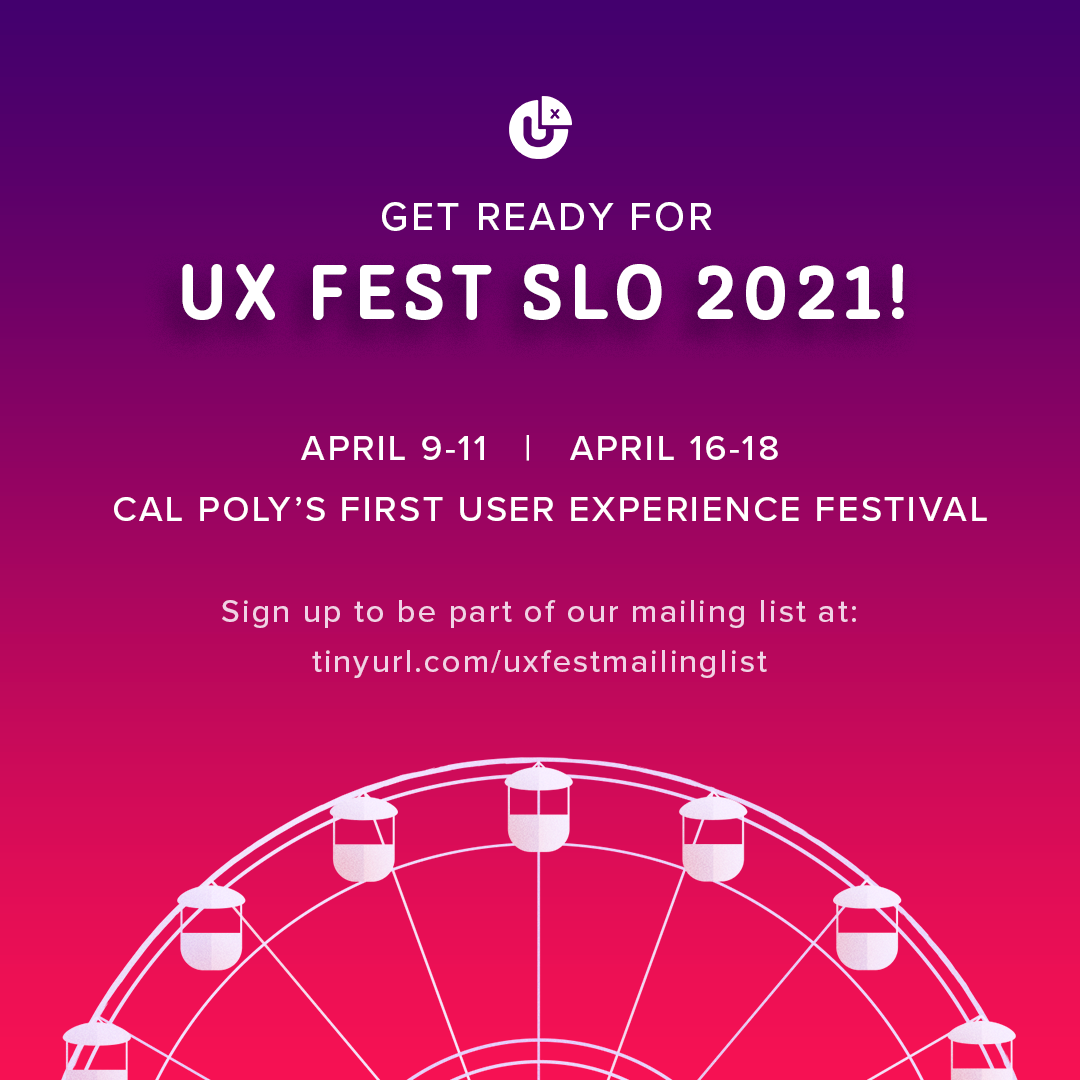 Ux
GET READY FOR
UX FEST SLO 2021!
APRIL 9-11 | APRIL 16-18
CAL POLY’S FIRST USER EXPERIENCE FESTIVAL
Sign up to be part of our mailing list at:
tinyurl.com/uxfestmailinglist